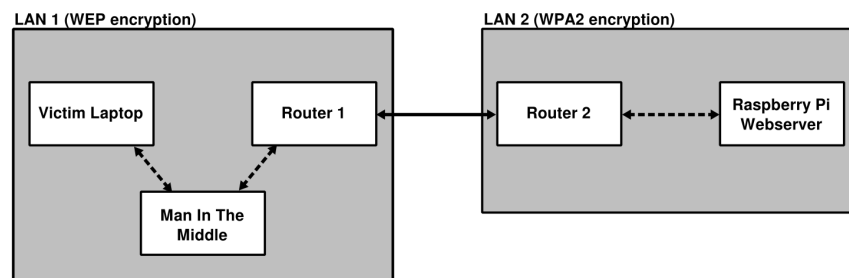 LAN 1 (WEP encryption)
LAN 2 (WPA2 encryption)
Victim Laptop
Router 1
Router 2
Raspberry Pi
Webserver
Man In The
Middle